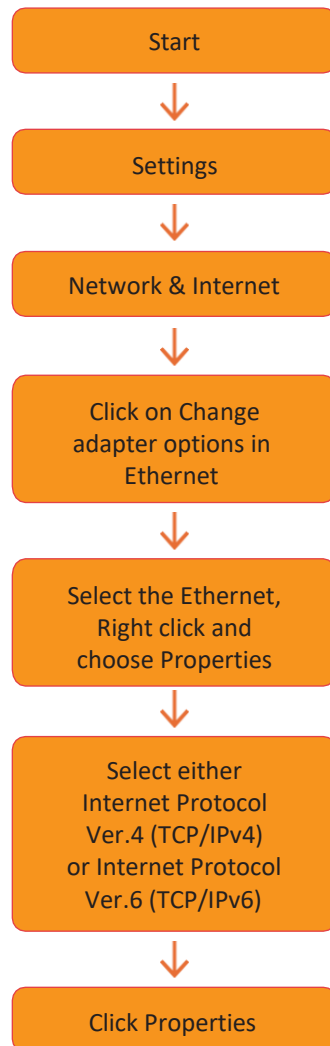 Start
Settings
Network & Internet
Click on Change
adapter options in
Ethernet
Select the Ethernet,
Right click and
choose Properties
Select either
Internet Protocol
Ver.4 (TCP/IPv4)
or Internet Protocol
Ver.6 (TCP/IPv6)
Click Properties